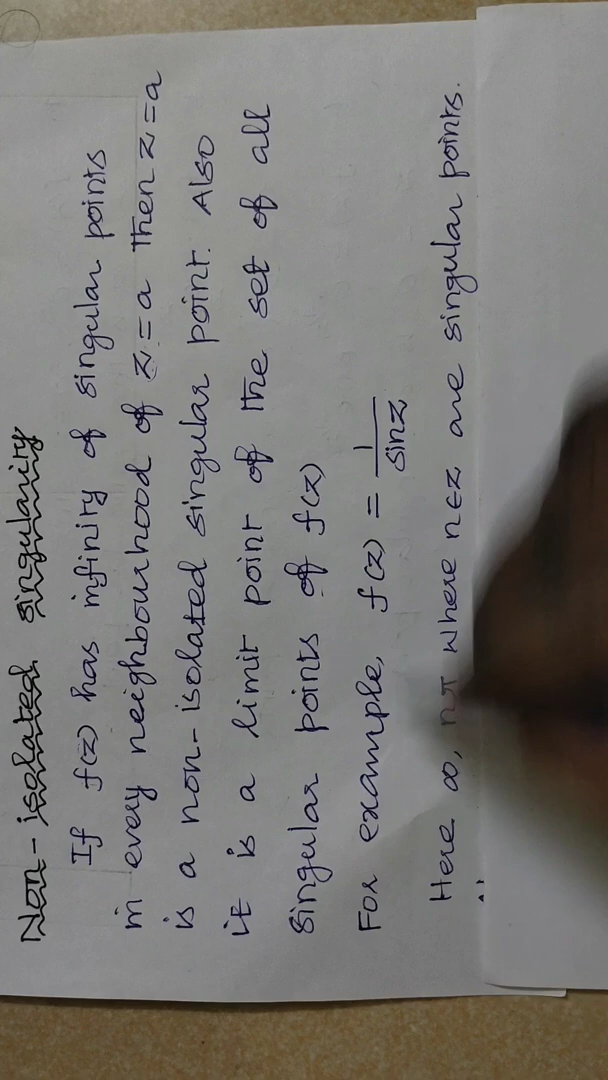 Non-isolated singularity
If f(z) has infinity of singular points
in every neighbourhood of z=a then z=a
is a non-isolated singular point. Also
it is a limit point of the set of all
singular points of f(z)
For example, f(z) = 1/sinz
Here ∞, nπ where n∈z are singular points.